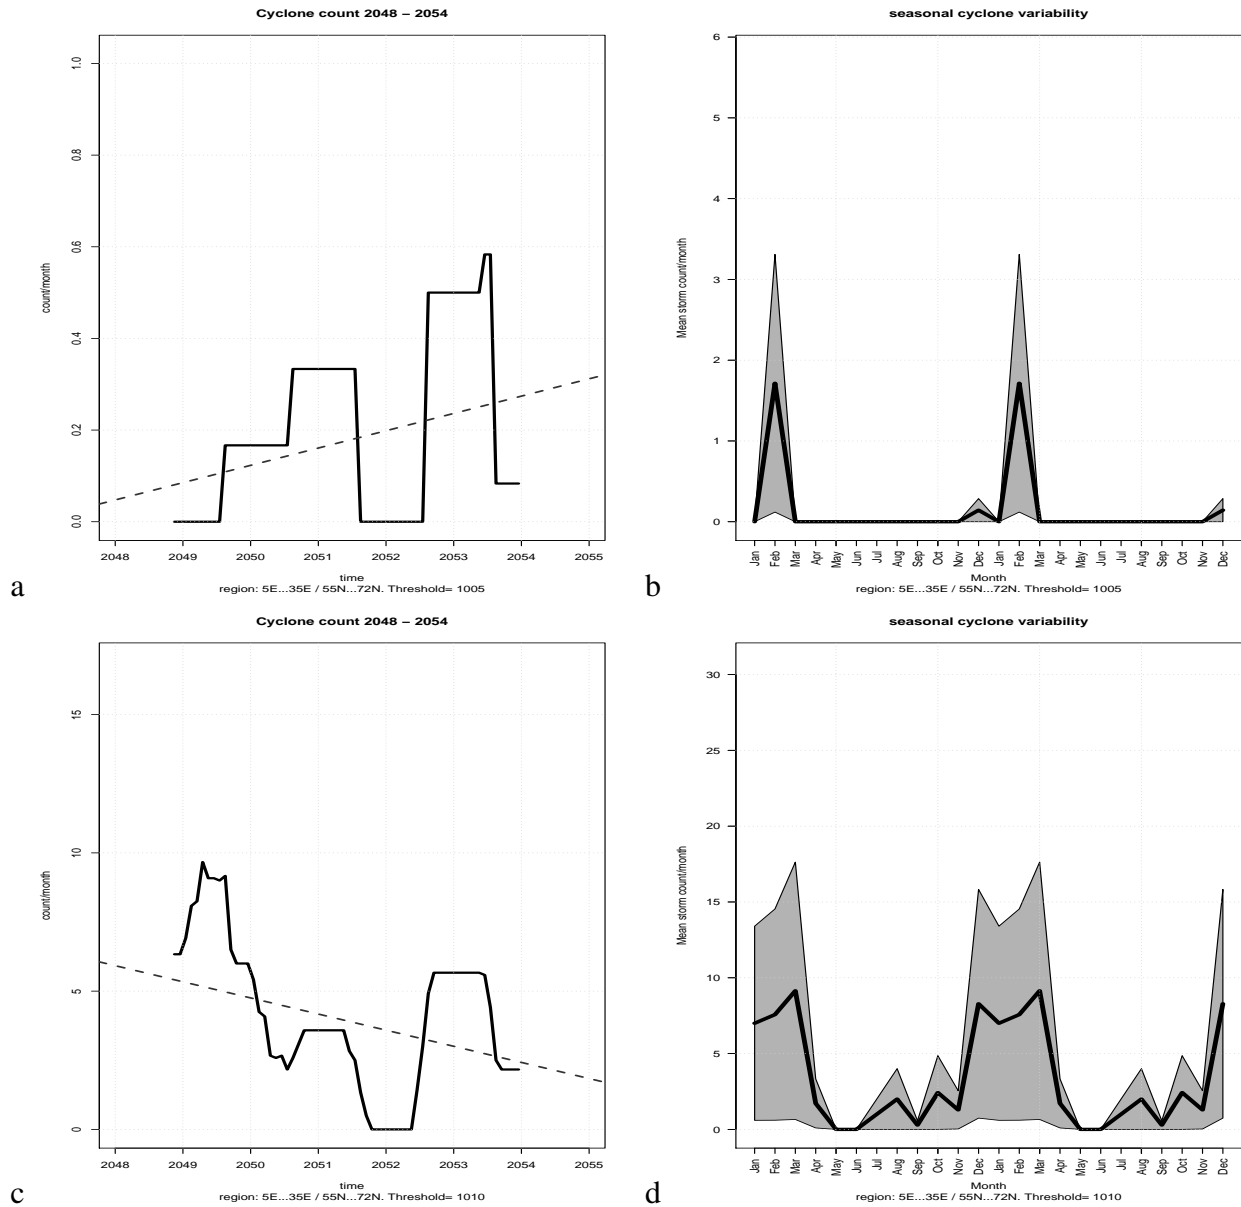 Cyclone count 2048 – 2054
count/month
0.0 0.2 0.4 0.6 0.8 1.0
2048 2049 2050 2051 2052 2053 2054 2055
time
region: 5E...35E / 55N...72N. Threshold= 1005
a
seasonal cyclone variability
Mean storm count/month
0 1 2 3 4 5 6
Jan Feb Mar Apr May Jun Jul Aug Sep Oct Nov Dec Jan Feb Mar Apr May Jun Jul Aug Sep Oct Nov Dec
Month
region: 5E...35E / 55N...72N. Threshold= 1005
b
Cyclone count 2048 – 2054
count/month
0 5 10 15
2048 2049 2050 2051 2052 2053 2054 2055
time
region: 5E...35E / 55N...72N. Threshold= 1010
c
seasonal cyclone variability
Mean storm count/month
0 5 10 15 20 25 30
Jan Feb Mar Apr May Jun Jul Aug Sep Oct Nov Dec Jan Feb Mar Apr May Jun Jul Aug Sep Oct Nov Dec
Month
region: 5E...35E / 55N...72N. Threshold= 1010
d